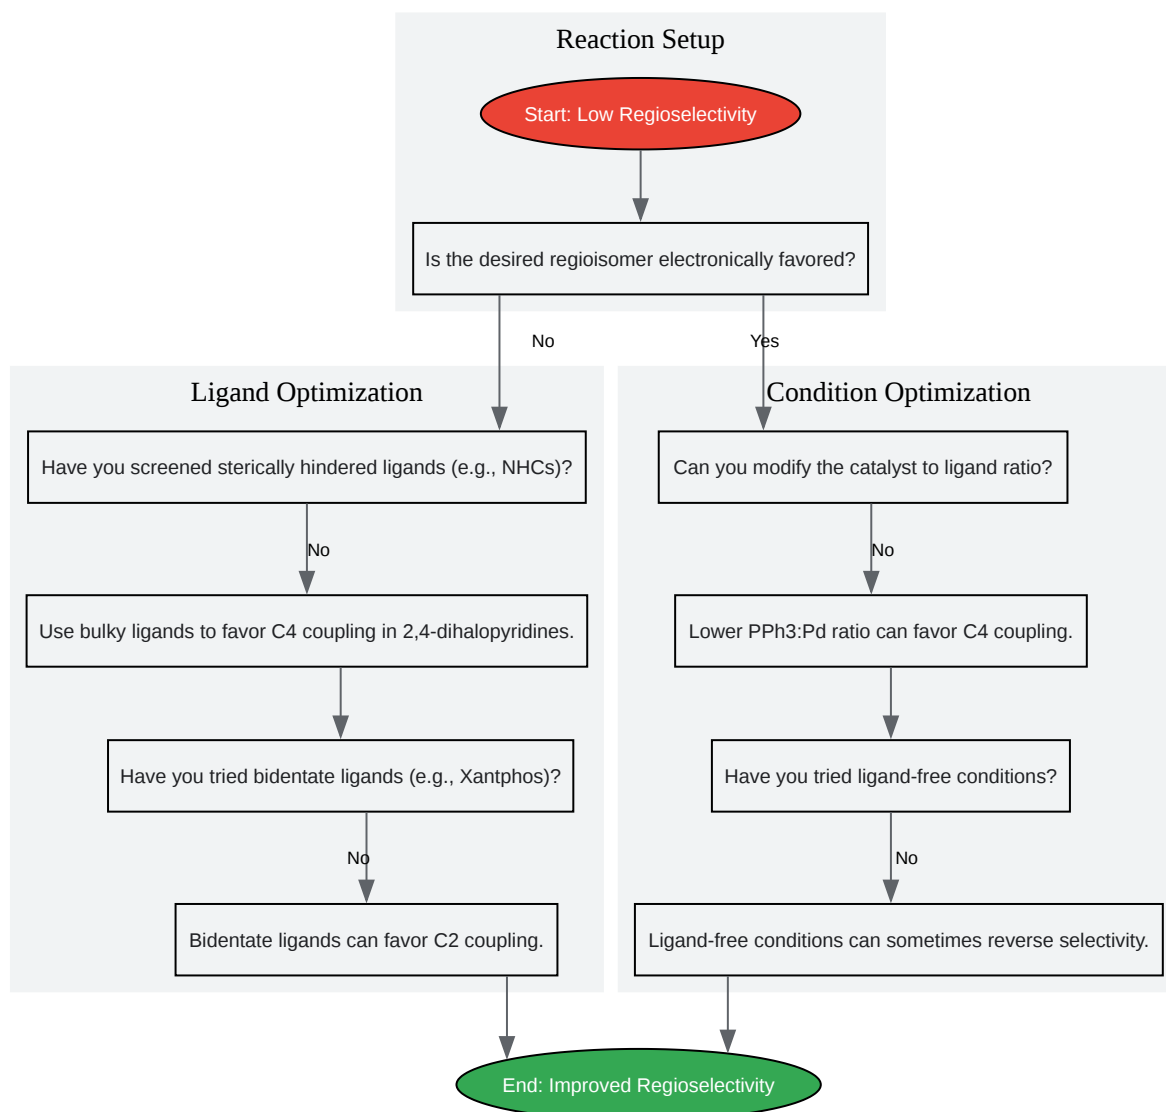 Reaction Setup
Start: Low Regioselectivity
Is the desired regioisomer electronically favored?
No
Yes
Ligand Optimization
Condition Optimization
Have you screened sterically hindered ligands (e.g., NHCs)?
Can you modify the catalyst to ligand ratio?
No
No
Use bulky ligands to favor C4 coupling in 2,4-dihalopyridines.
Lower PPh3:Pd ratio can favor C4 coupling.
Have you tried bidentate ligands (e.g., Xantphos)?
Have you tried ligand-free conditions?
No
No
Bidentate ligands can favor C2 coupling.
Ligand-free conditions can sometimes reverse selectivity.
End: Improved Regioselectivity